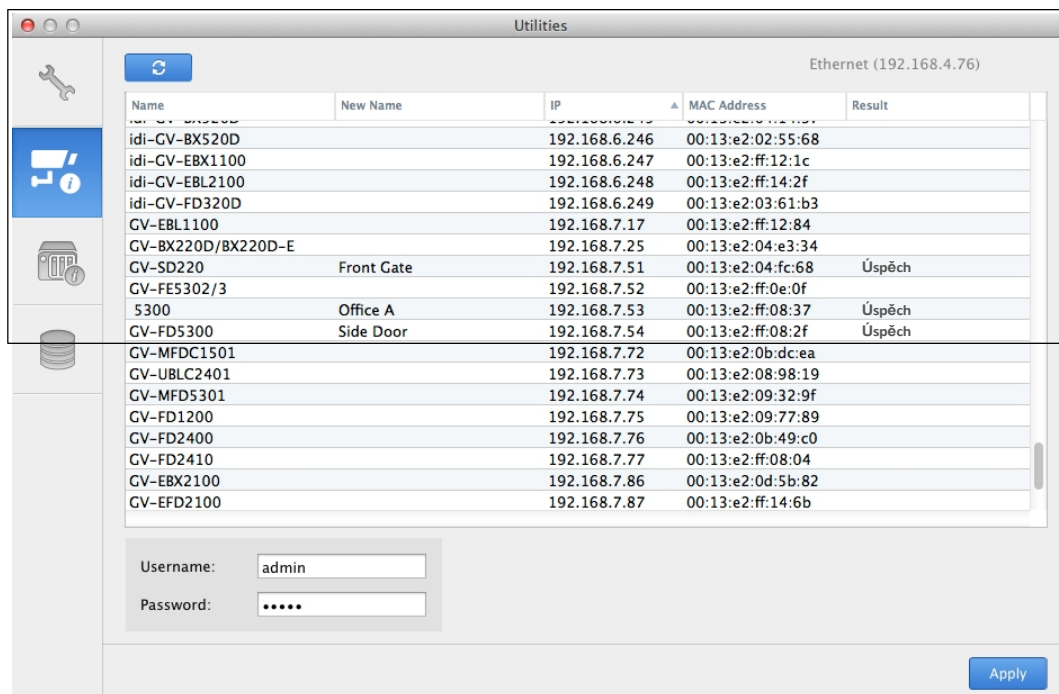 Utilities
Ethernet (192.168.4.76)
Name New Name IP MAC Address Result
idi-GV-BX520D 192.168.6.246 00:13:e2:02:55:68
idi-GV-EBX1100 192.168.6.247 00:13:e2:ff:12:1c
idi-GV-EBL2100 192.168.6.248 00:13:e2:ff:14:2f
idi-GV-FD320D 192.168.6.249 00:13:e2:03:61:b3
GV-EBL1100 192.168.7.17 00:13:e2:ff:12:84
GV-BX220D/BX220D-E 192.168.7.25 00:13:e2:04:e3:34
GV-SD220 Front Gate 192.168.7.51 00:13:e2:04:fc:68 Úspěch
GV-FE5302/3 192.168.7.52 00:13:e2:ff:0e:0f
5300 Office A 192.168.7.53 00:13:e2:ff:08:37 Úspěch
GV-FD5300 Side Door 192.168.7.54 00:13:e2:ff:08:2f Úspěch
GV-MFDC1501 192.168.7.72 00:13:e2:0b:dc:ea
GV-UBLC2401 192.168.7.73 00:13:e2:08:98:19
GV-MFD5301 192.168.7.74 00:13:e2:09:32:9f
GV-FD1200 192.168.7.75 00:13:e2:09:77:89
GV-FD2400 192.168.7.76 00:13:e2:0b:49:c0
GV-FD2410 192.168.7.77 00:13:e2:ff:08:04
GV-EBX2100 192.168.7.86 00:13:e2:0d:5b:82
GV-EFD2100 192.168.7.87 00:13:e2:ff:14:6b
Username: admin
Password: •••••
Apply